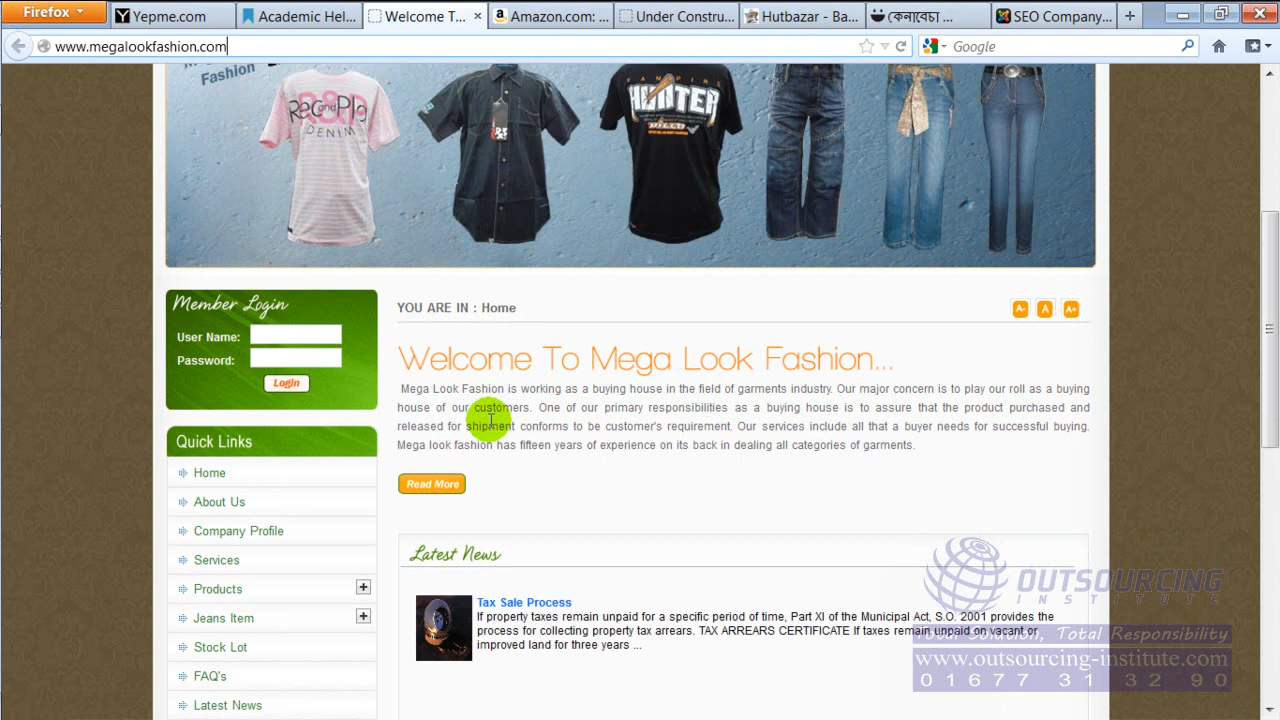 Firefox
Yepme.com
Academic Hel...
Welcome T...
Amazon.com: ...
Under Constru...
Hutbazar - Ba...
কেনাবেচা ...
SEO Company...
www.megalookfashion.com
Google
Fashion
Rec and Plg
DENIM
VAMPIRE
HUNTER
Member Login
User Name:
Password:
Login
YOU ARE IN : Home
A- A A+
Welcome To Mega Look Fashion...
Mega Look Fashion is working as a buying house in the field of garments industry. Our major concern is to play our roll as a buying
house of our customers. One of our primary responsibilities as a buying house is to assure that the product purchased and
released for shipment conforms to be customer's requirement. Our services include all that a buyer needs for successful buying.
Mega look fashion has fifteen years of experience on its back in dealing all categories of garments.
Read More
Quick Links
Home
About Us
Company Profile
Services
Products
Jeans Item
Stock Lot
FAQ's
Latest News
Latest News
Tax Sale Process
If property taxes remain unpaid for a specific period of time, Part XI of the Municipal Act, S.O. 2001 provides the
process for collecting property tax arrears. TAX ARREARS CERTIFICATE If taxes remain unpaid on vacant or
improved land for three years ...
OUTSOURCING
INSTITUTE
Total Solution, Total Responsibility
www.outsourcing-institute.com
01677 31 32 90